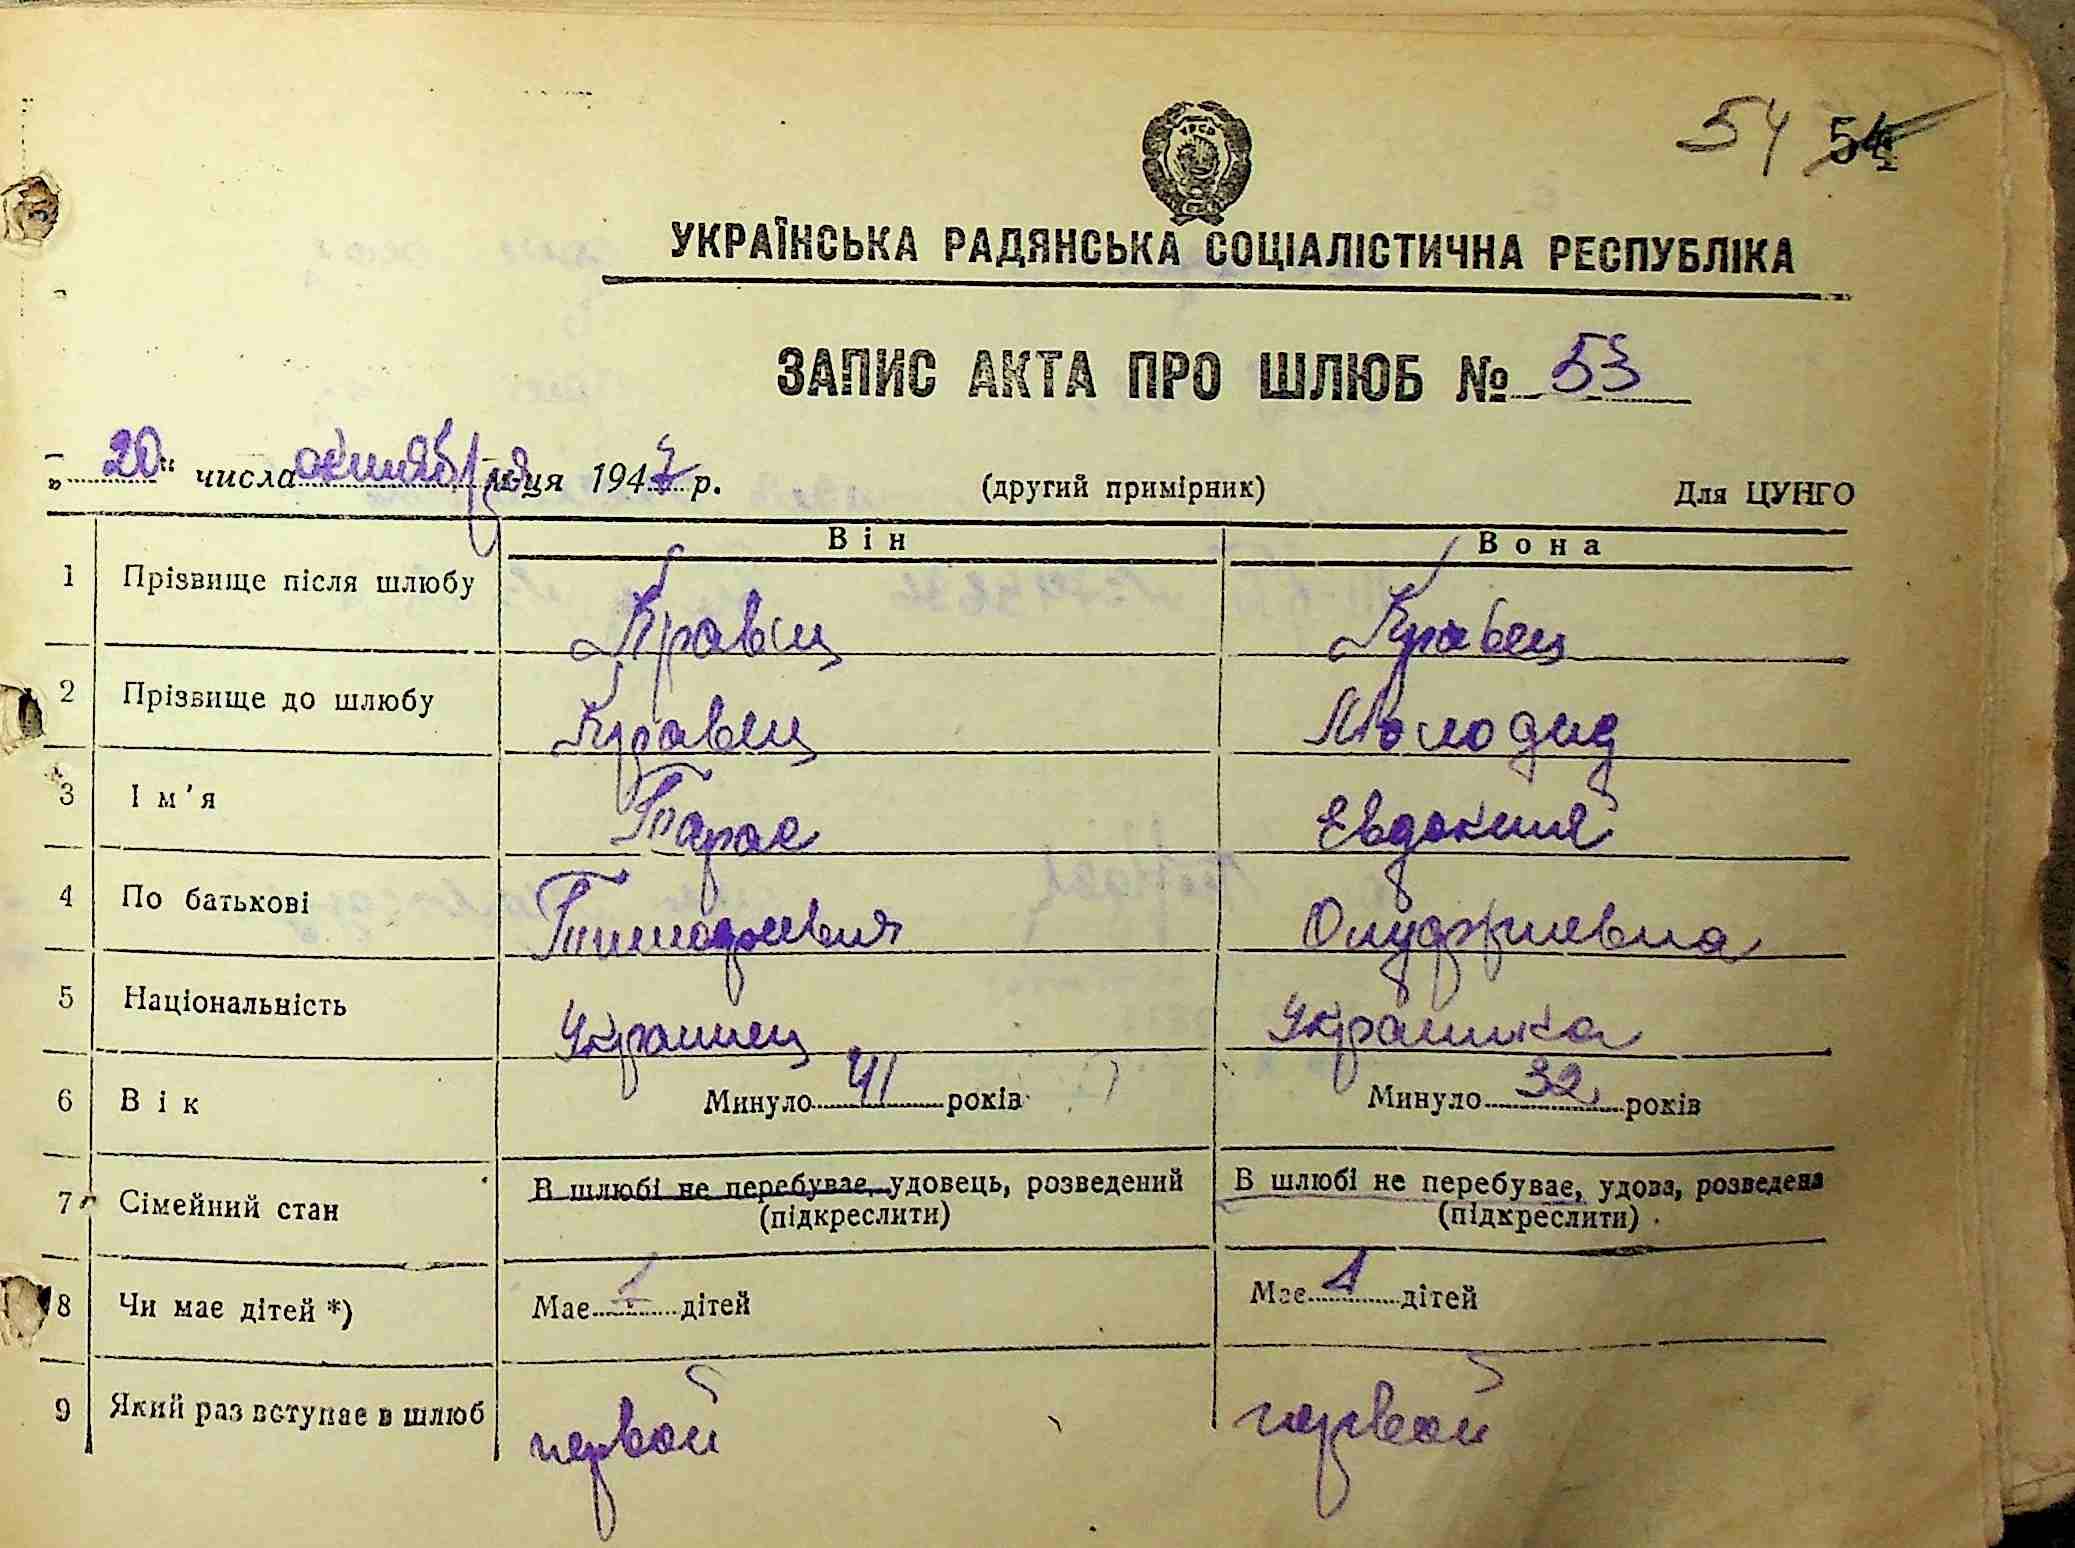 54 54
УКРАЇНСЬКА РАДЯНСЬКА СОЦІАЛІСТИЧНА РЕСПУБЛІКА
ЗАПИС АКТА ПРО ШЛЮБ № 53
„20“ числа октября м-ця 1947 р. (другий примірник) Для ЦУНГО
Він Вона
1 Прізвище після шлюбу Кравец Кравец
2 Прізвище до шлюбу Кравец Молодид
3 Ім'я Тарас Евдокия
4 По батькові
5 Національність Украинец Украинка
6 Вік Минуло 41 років Минуло 32 років
7 Сімейний стан В шлюбі не перебуває, удовець, розведений В шлюбі не перебуває, удова, розведена
(підкреслити) (підкреслити)
8 Чи має дітей *) Має 1 дітей Має 1 дітей
9 Який раз вступає в шлюб первой первой